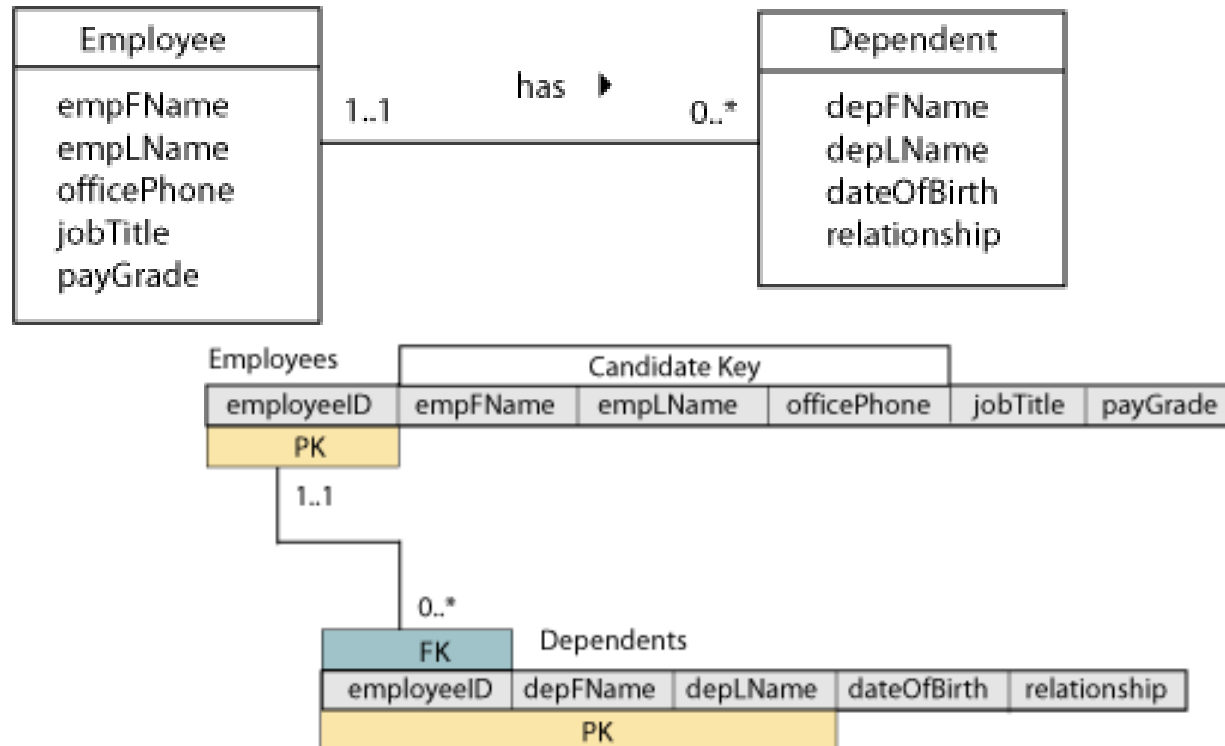 Employee
empFName
empLName
officePhone
jobTitle
payGrade
1..1
has
0..*
Dependent
depFName
depLName
dateOfBirth
relationship
Employees
Candidate Key
employeeID empFName empLName officePhone jobTitle payGrade
PK
1..1
0..*
FK
Dependents
employeeID depFName depLName dateOfBirth relationship
PK